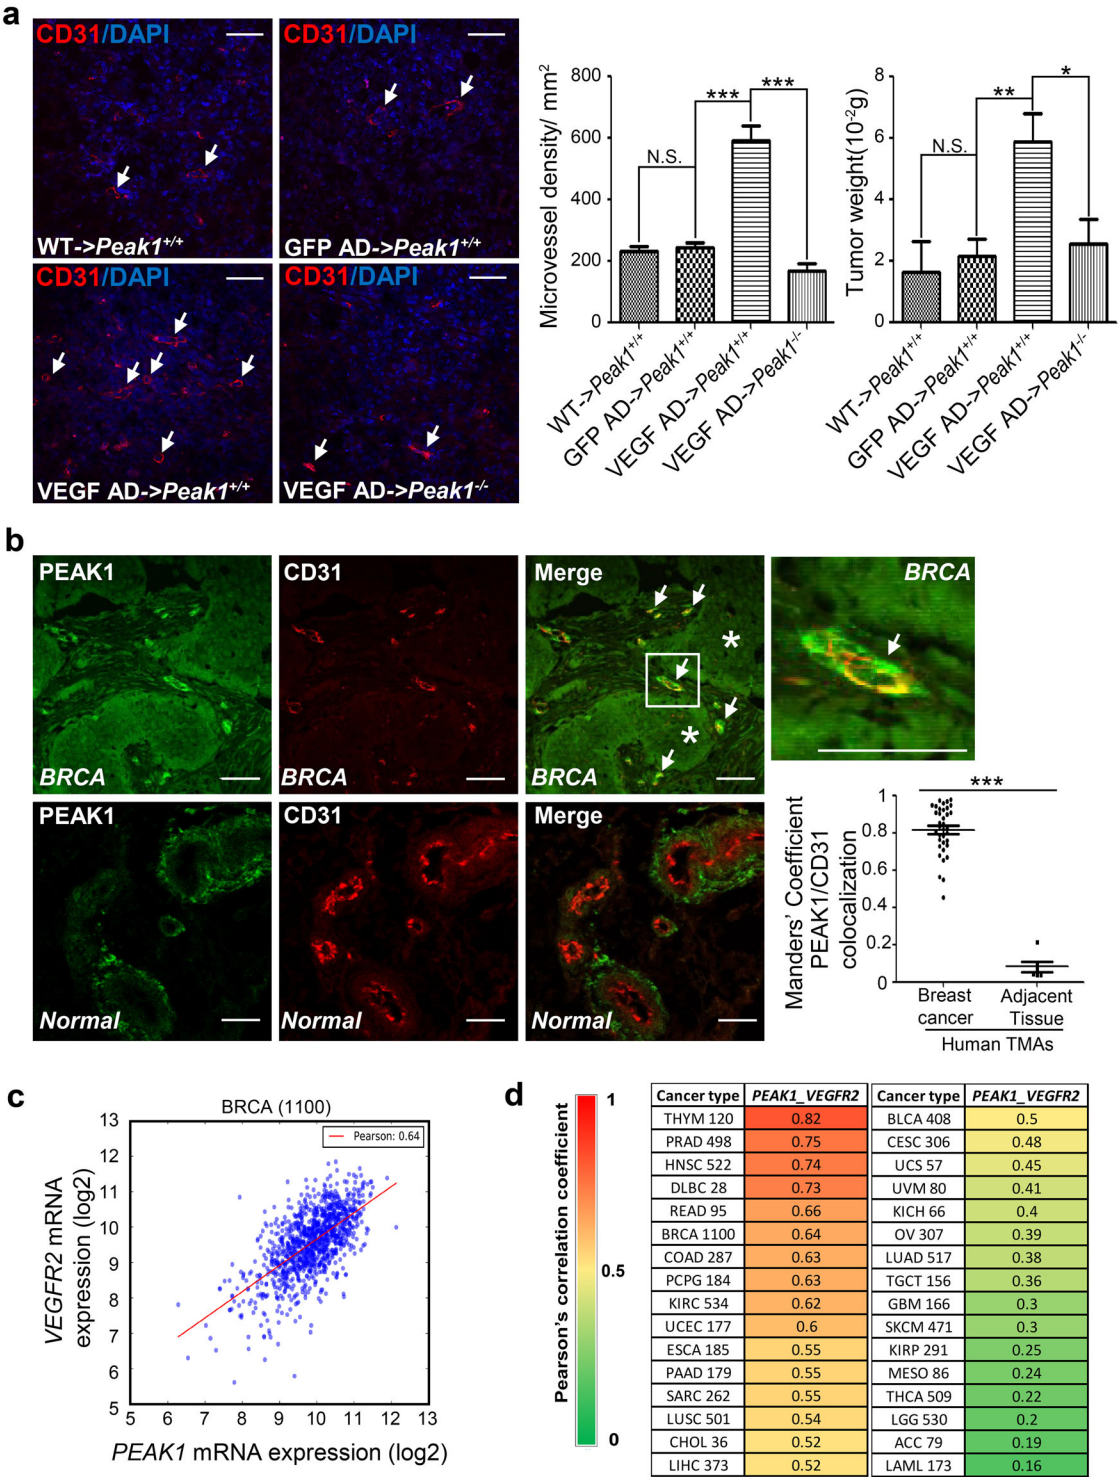 a
CD31/DAPI
CD31/DAPI
WT->Peak1+/+
GFP AD->Peak1+/+
CD31/DAPI
CD31/DAPI
VEGF AD->Peak1+/+
VEGF AD->Peak1-/-
Microvessel density/ mm2
800
600
400
200
0
N.S.
***
***
WT->Peak1+/+
GFP AD->Peak1+/+
VEGF AD->Peak1+/+
VEGF AD->Peak1-/-
Tumor weight(10-2g)
8
6
4
2
0
N.S.
**
*
WT->Peak1+/+
GFP AD->Peak1+/+
VEGF AD->Peak1+/+
VEGF AD->Peak1-/-
b
PEAK1
CD31
Merge
BRCA
*
*
BRCA
BRCA
BRCA
PEAK1
CD31
Merge
Normal
Normal
Normal
Manders' Coefficient
PEAK1/CD31
colocalization
***
1
0.8
0.6
0.4
0.2
0
Breast
cancer
Adjacent
Tissue
Human TMAs
c
BRCA (1100)
Pearson: 0.64
VEGFR2 mRNA
expression (log2)
13
12
11
10
9
8
7
6
5
5 6 7 8 9 10 11 12 13
PEAK1 mRNA expression (log2)
d
Pearson's correlation coefficient
1
0.5
0
Cancer type PEAK1_VEGFR2 Cancer type PEAK1_VEGFR2
THYM 120 0.82 BLCA 408 0.5
PRAD 498 0.75 CESC 306 0.48
HNSC 522 0.74 UCS 57 0.45
DLBC 28 0.73 UVM 80 0.41
READ 95 0.66 KICH 66 0.4
BRCA 1100 0.64 OV 307 0.39
COAD 287 0.63 LUAD 517 0.38
PCPG 184 0.63 TGCT 156 0.36
KIRC 534 0.62 GBM 166 0.3
UCEC 177 0.6 SKCM 471 0.3
ESCA 185 0.55 KIRP 291 0.25
PAAD 179 0.55 MESO 86 0.24
SARC 262 0.55 THCA 509 0.22
LUSC 501 0.54 LGG 530 0.2
CHOL 36 0.52 ACC 79 0.19
LIHC 373 0.52 LAML 173 0.16